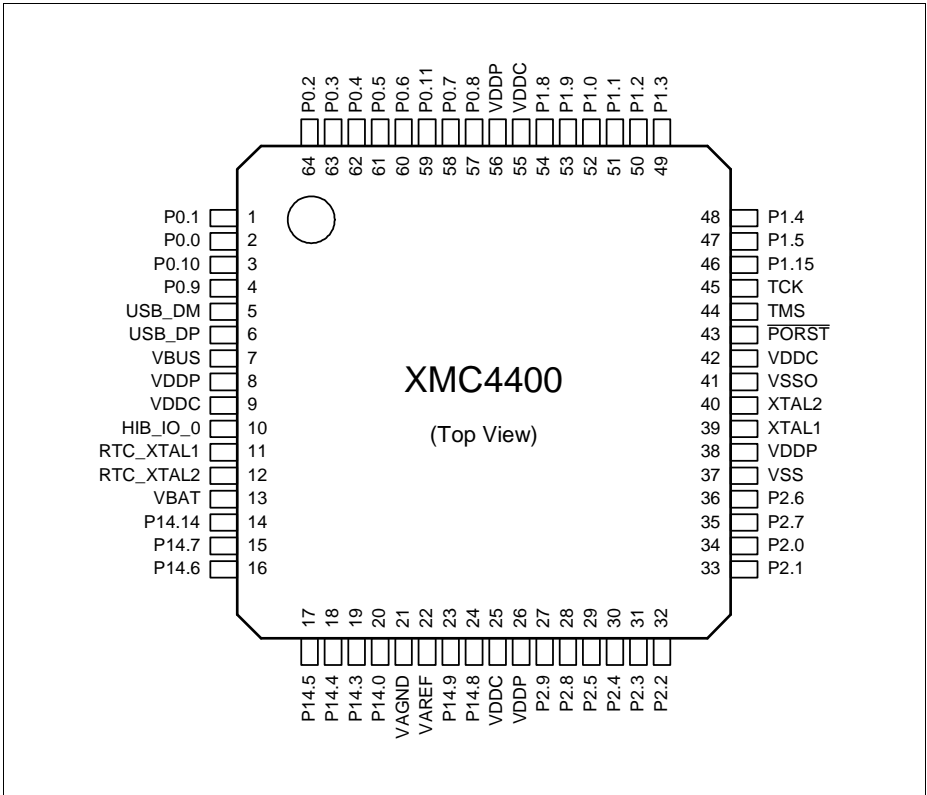 P0.2 P0.3 P0.4 P0.5 P0.6 P0.11 P0.7 P0.8 VDDP VDDC P1.8 P1.9 P1.0 P1.1 P1.2 P1.3
64 63 62 61 60 59 58 57 56 55 54 53 52 51 50 49
P0.1 1 48 P1.4
P0.0 2 47 P1.5
P0.10 3 46 P1.15
P0.9 4 45 TCK
USB_DM 5 44 TMS
USB_DP 6 43 PORST
VBUS 7 42 VDDC
VDDP 8 41 VSSO
VDDC 9 40 XTAL2
HIB_IO_0 10 39 XTAL1
RTC_XTAL1 11 38 VDDP
RTC_XTAL2 12 37 VSS
VBAT 13 36 P2.6
P14.14 14 35 P2.7
P14.7 15 34 P2.0
P14.6 16 33 P2.1
XMC4400
(Top View)
17 18 19 20 21 22 23 24 25 26 27 28 29 30 31 32
P14.5 P14.4 P14.3 P14.0 VAGND VAREF P14.9 P14.8 VDDC VDDP P2.9 P2.8 P2.5 P2.4 P2.3 P2.2